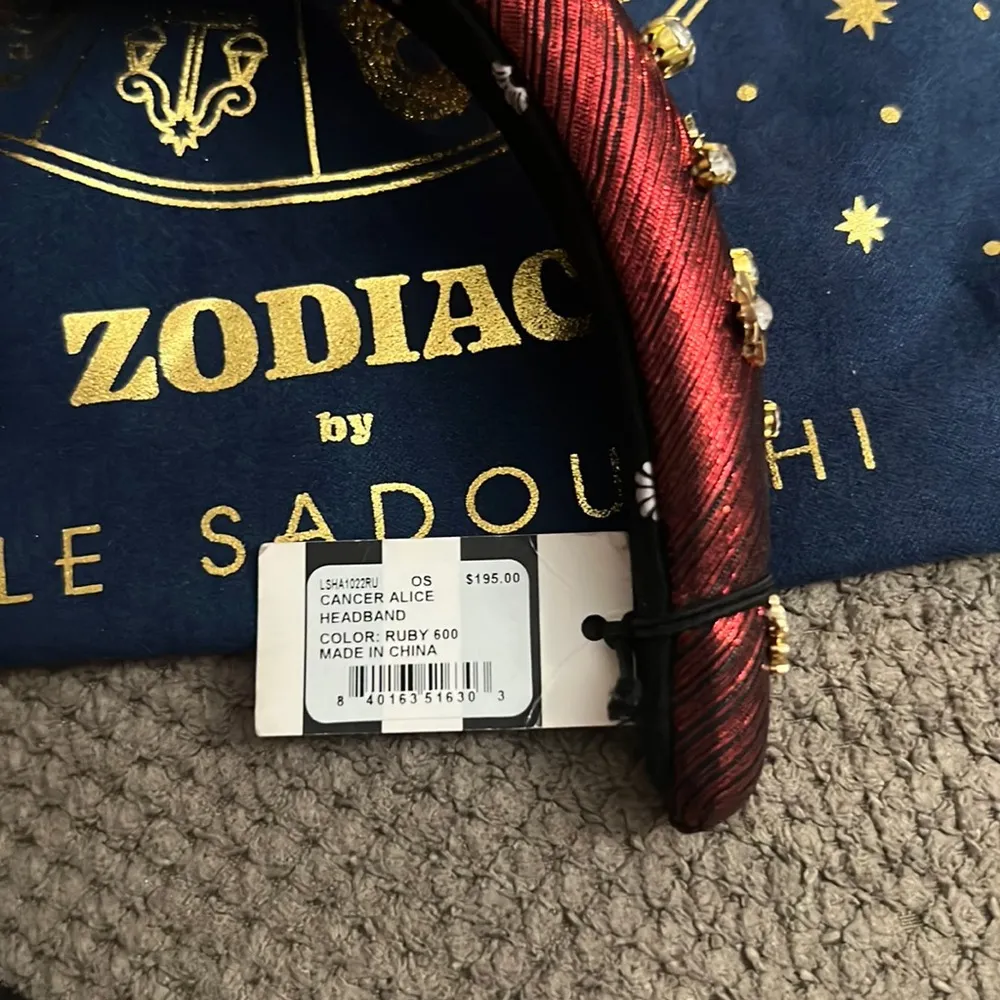 ZODIAC
by
LE SADOU HI
LSHA1022RU OS $195.00
CANCER ALICE
HEADBAND
COLOR: RUBY 600
MADE IN CHINA
8 40163 51630 3